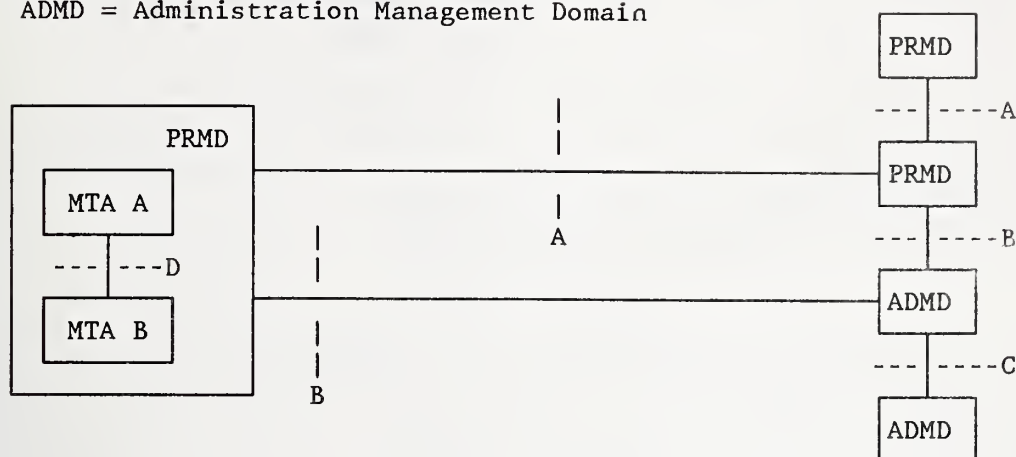 ADMD = Administration Management Domain
PRMD
A
PRMD
MTA A
PRMD
A
B
D
MTA B
ADMD
B
C
ADMD